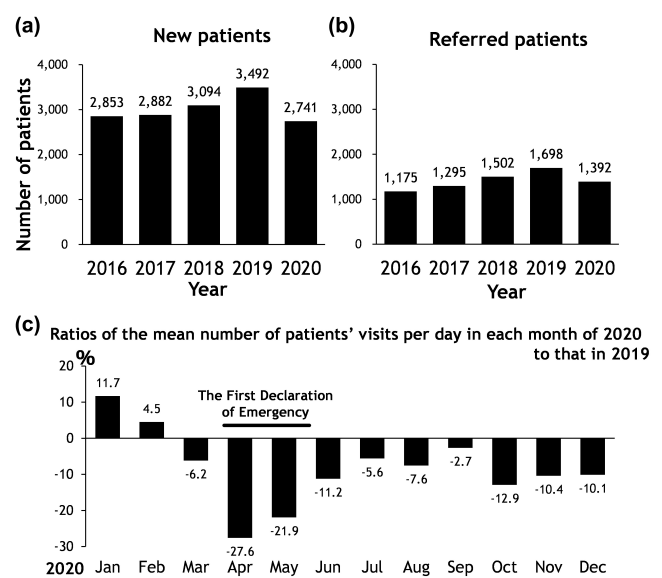 (a)
New patients
Number of patients
4,000
3,000
2,000
1,000
0
2,853
2,882
3,094
3,492
2,741
2016 2017 2018 2019 2020
Year
(b)
Referred patients
4,000
3,000
2,000
1,000
0
1,175
1,295
1,502
1,698
1,392
2016 2017 2018 2019 2020
Year
(c)
Ratios of the mean number of patients' visits per day in each month of 2020
to that in 2019
%
20
10
0
-10
-20
-30
The First Declaration
of Emergency
11.7
4.5
-6.2
-27.6
-21.9
-11.2
-5.6
-7.6
-2.7
-12.9
-10.4
-10.1
2020 Jan Feb Mar Apr May Jun Jul Aug Sep Oct Nov Dec